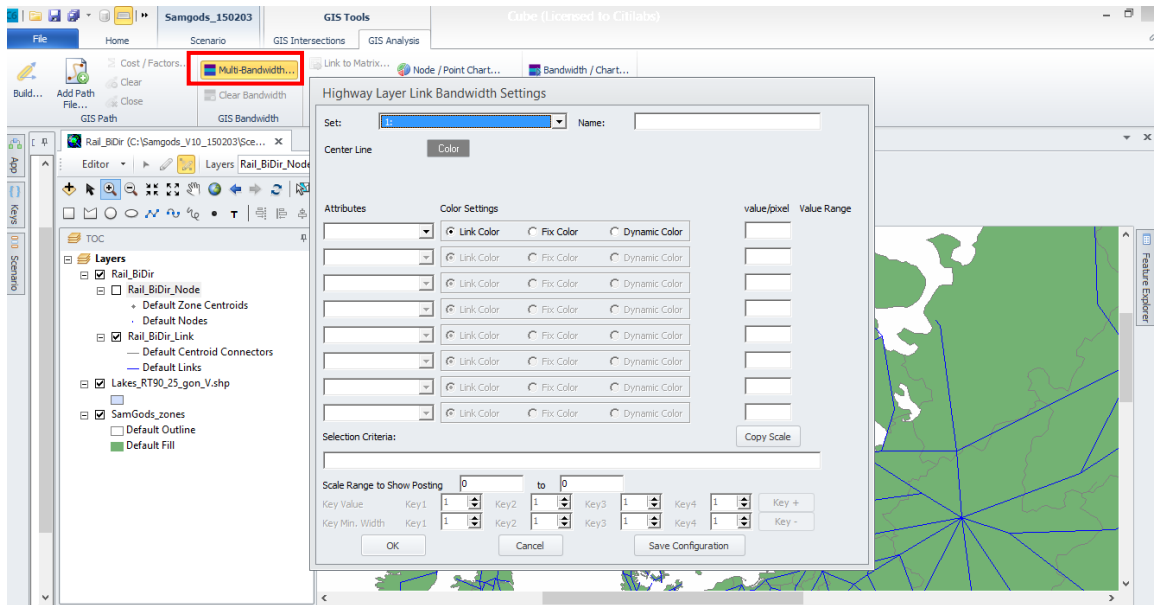 Samgods_150203
GIS Tools
Cube (Licensed to Citilabs)
File
Home
Scenario
GIS Intersections
GIS Analysis
Build...
Add Path File...
Cost / Factors...
Clear
Close
GIS Path
Multi-Bandwidth...
Clear Bandwidth
GIS Bandwidth
Link to Matrix...
Node / Point Chart...
Bandwidth / Chart...
App
Keys
Scenario
Rail_BiDir (C:\Samgods_V10_150203\Sce...
Editor
Layers
Rail_BiDir_Node
TOC
Layers
Rail_BiDir
Rail_BiDir_Node
Default Zone Centroids
Default Nodes
Rail_BiDir_Link
Default Centroid Connectors
Default Links
Lakes_RT90_25_gon_V.shp
SamGods_zones
Default Outline
Default Fill
Highway Layer Link Bandwidth Settings
Set: 1: Name:
Center Line Color
Attributes Color Settings value/pixel Value Range
Link Color Fix Color Dynamic Color
Link Color Fix Color Dynamic Color
Link Color Fix Color Dynamic Color
Link Color Fix Color Dynamic Color
Link Color Fix Color Dynamic Color
Link Color Fix Color Dynamic Color
Link Color Fix Color Dynamic Color
Link Color Fix Color Dynamic Color
Selection Criteria: Copy Scale
Scale Range to Show Posting 0 to 0
Key Value Key1 1 Key2 1 Key3 1 Key4 1 Key +
Key Min. Width Key1 1 Key2 1 Key3 1 Key4 1 Key -
OK Cancel Save Configuration
Feature Explorer